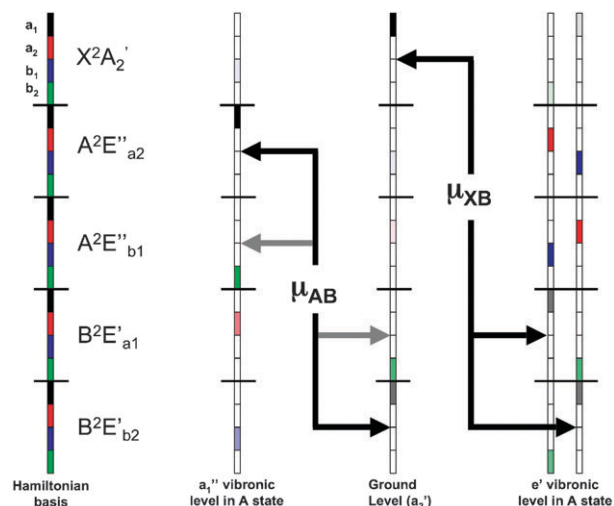 a₁
a₂
b₁
b₂
X²A₂'
A²E''a2
A²E''b1
B²E'a1
B²E'b2
μAB
μXB
Hamiltonian
basis
a₁'' vibronic
level in A state
Ground
Level (a₂')
e' vibronic
level in A state